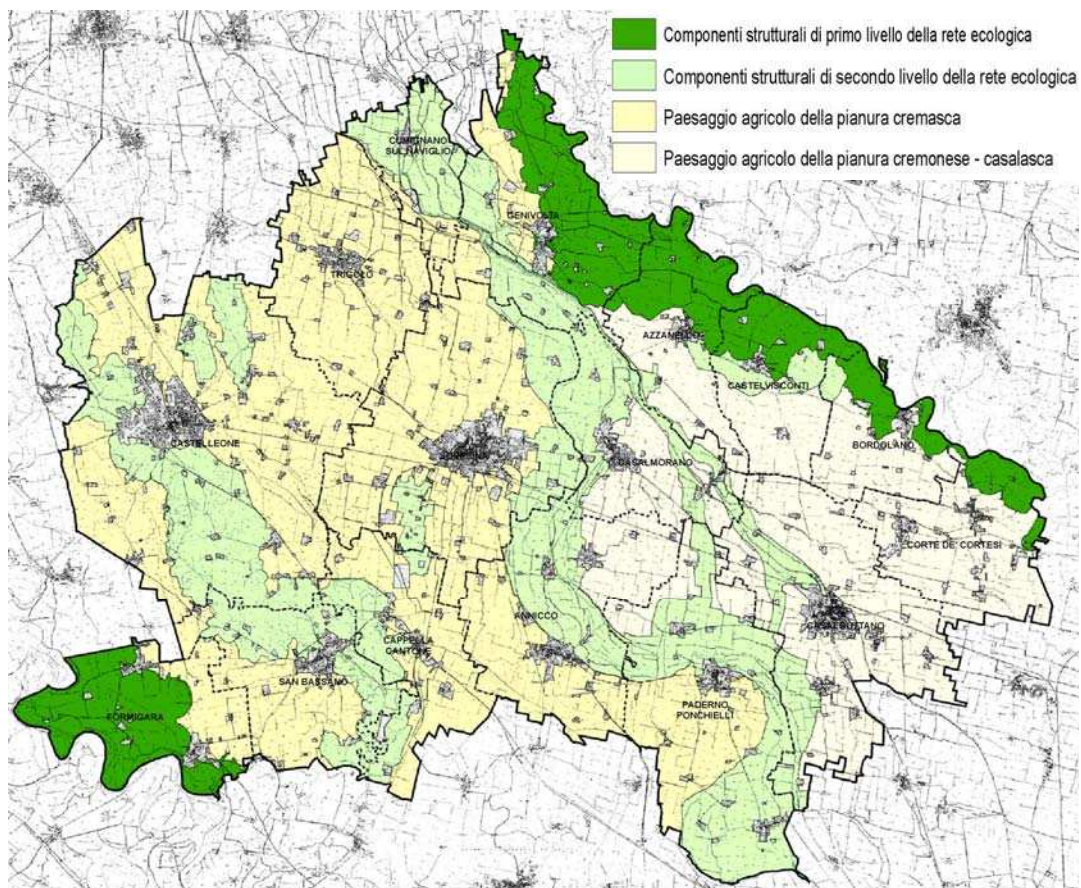 Componenti strutturali di primo livello della rete ecologica
Componenti strutturali di secondo livello della rete ecologica
Paesaggio agricolo della pianura cremasca
Paesaggio agricolo della pianura cremonese - casalasca
CUMIGNANO
SUL NAVIGLIO
GENIVOLTA
TRIGOLO
AZZANELLO
CASTELVISCONTI
CASTELLEONE
BORDOLANO
CASALMORANO
CORTE DE' CORTESI
CASALBUTTANO
ANNICCO
CAPPELLA
CANTONE
SAN BASSANO
PADERNO
PONCHIELLI
FORMIGARA